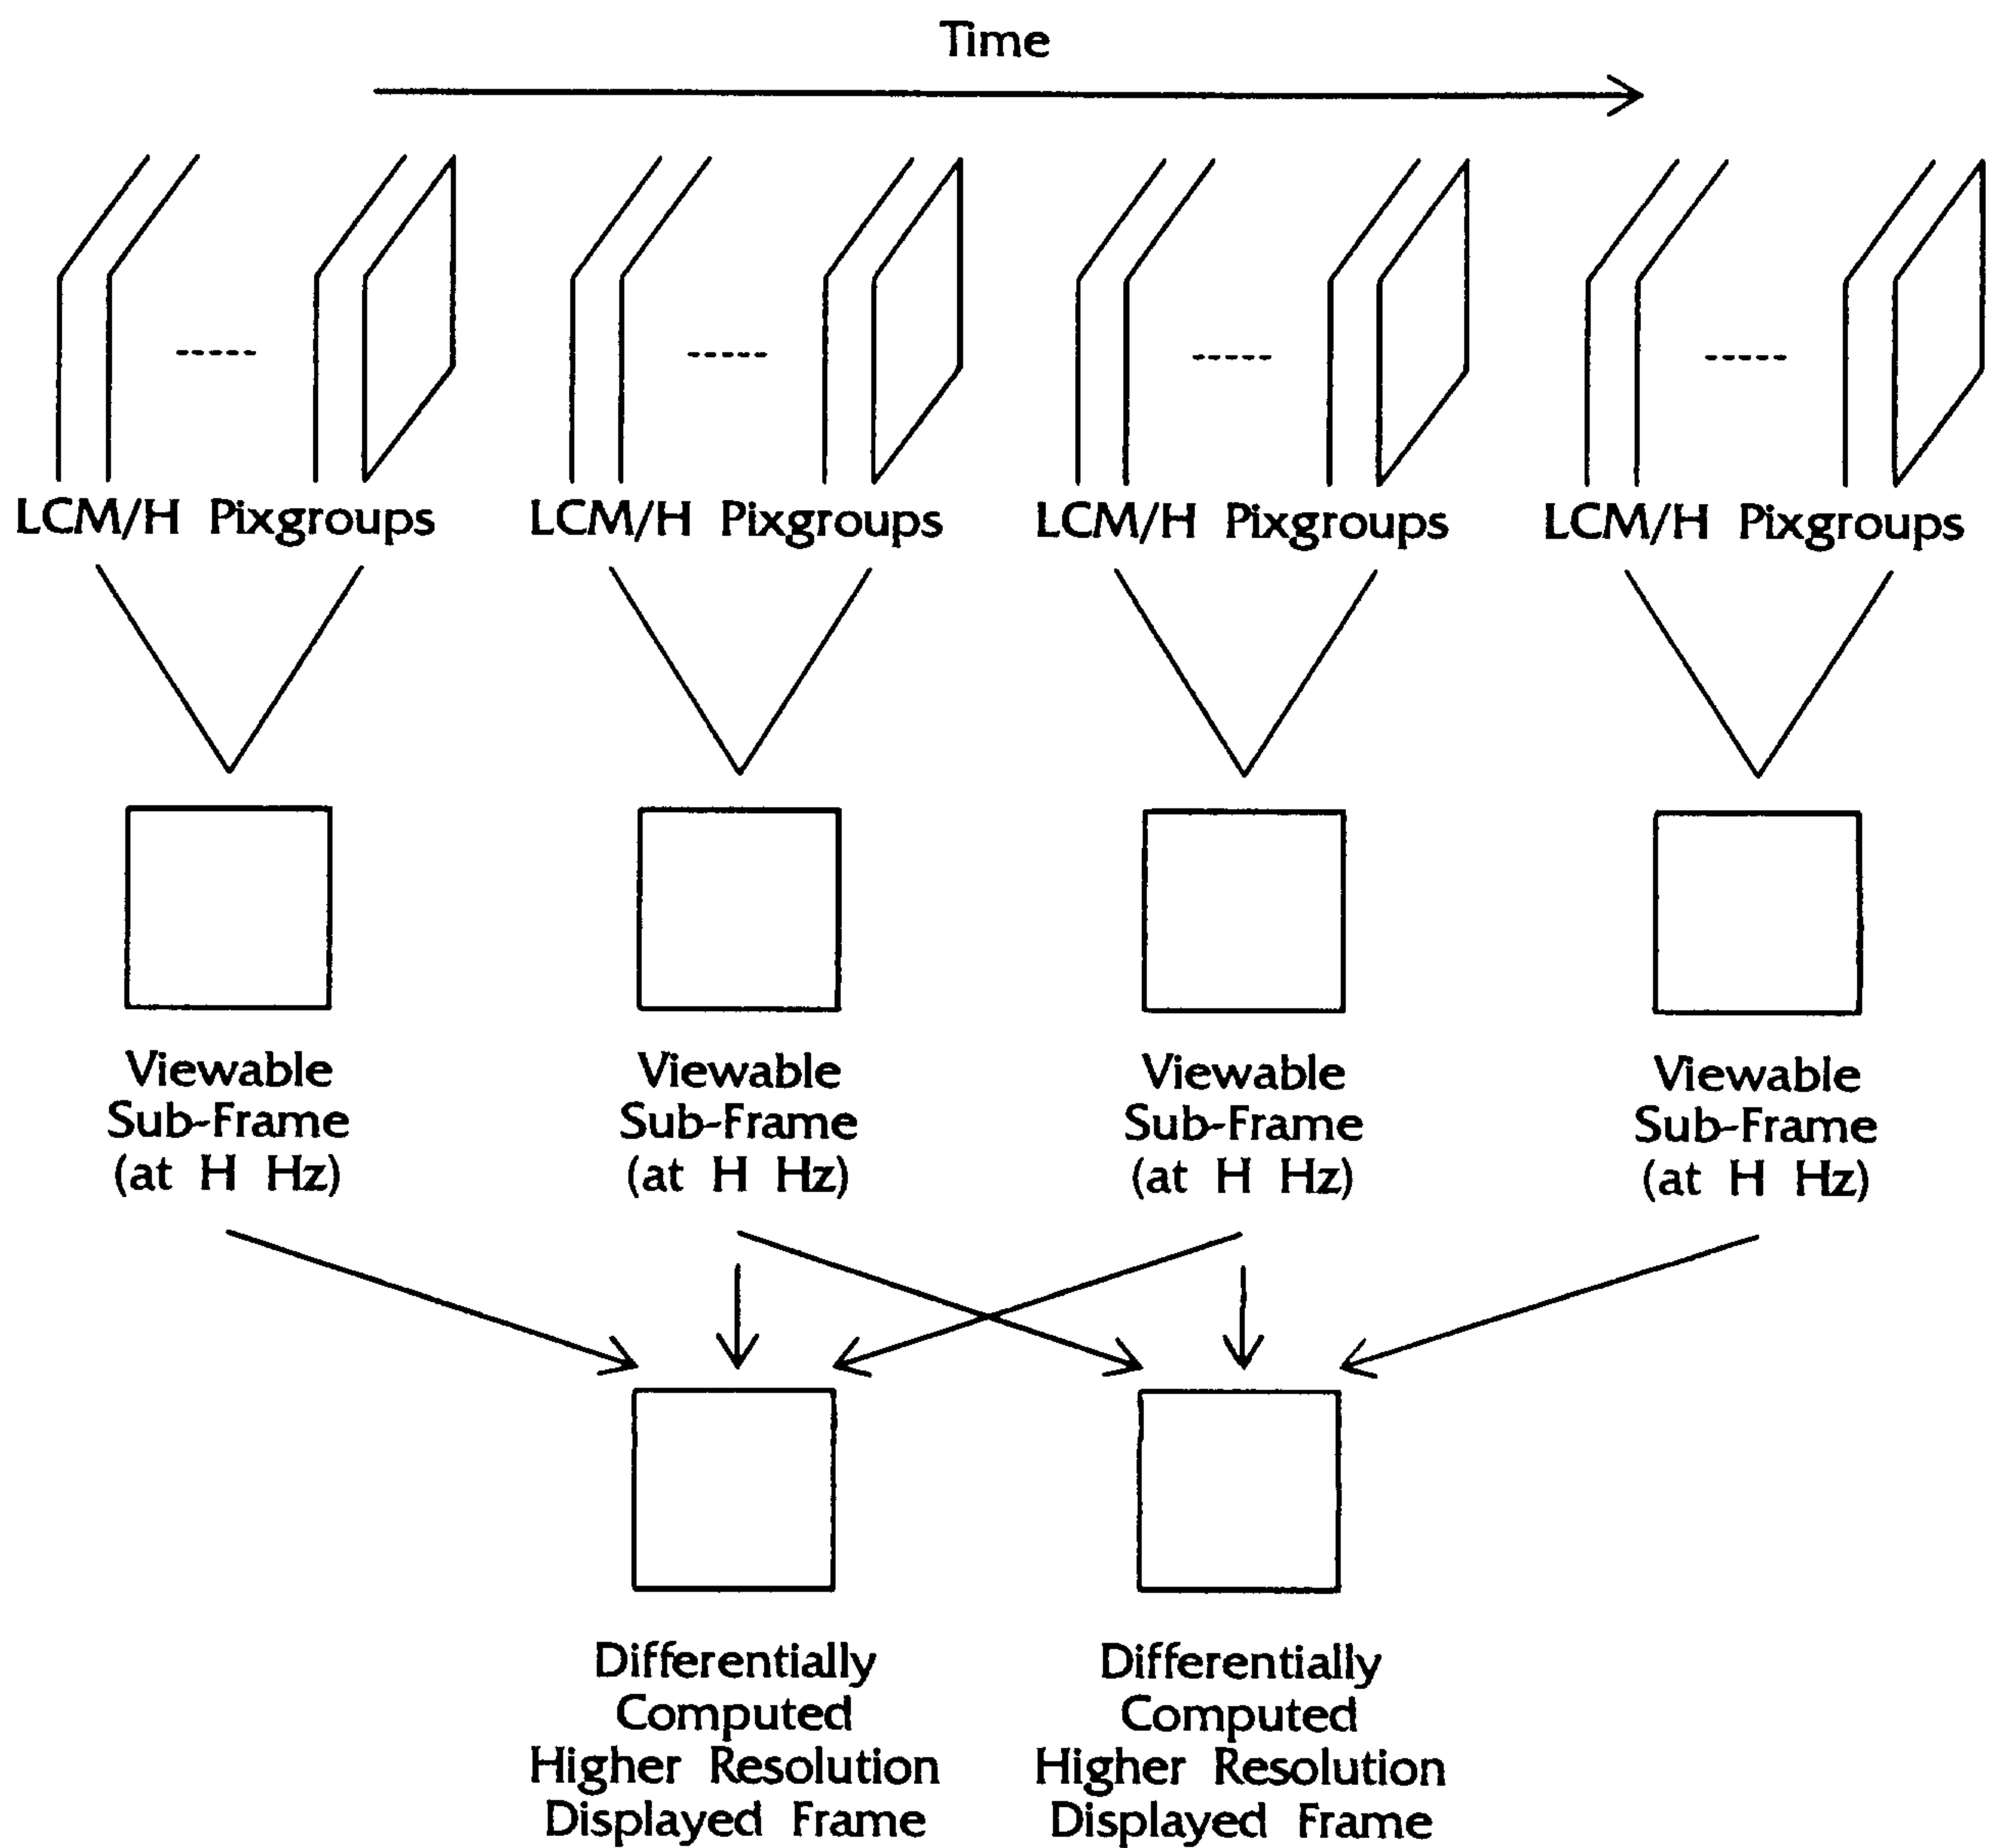 Time
LCM/H Pixgroups LCM/H Pixgroups LCM/H Pixgroups LCM/H Pixgroups
Viewable
Sub-Frame
(at H Hz)
Viewable
Sub-Frame
(at H Hz)
Viewable
Sub-Frame
(at H Hz)
Viewable
Sub-Frame
(at H Hz)
Differentially
Computed
Higher Resolution
Displayed Frame
Differentially
Computed
Higher Resolution
Displayed Frame